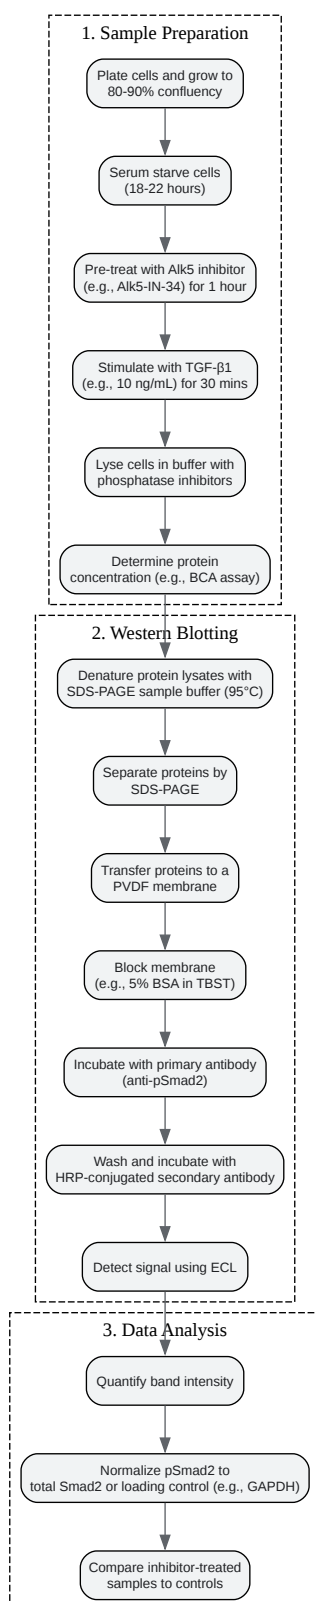 1. Sample Preparation
Plate cells and grow to
80-90% confluency
Serum starve cells
(18-22 hours)
Pre-treat with Alk5 inhibitor
(e.g., Alk5-IN-34) for 1 hour
Stimulate with TGF-β1
(e.g., 10 ng/mL) for 30 mins
Lyse cells in buffer with
phosphatase inhibitors
Determine protein
concentration (e.g., BCA assay)
2. Western Blotting
Denature protein lysates with
SDS-PAGE sample buffer (95°C)
Separate proteins by
SDS-PAGE
Transfer proteins to a
PVDF membrane
Block membrane
(e.g., 5% BSA in TBST)
Incubate with primary antibody
(anti-pSmad2)
Wash and incubate with
HRP-conjugated secondary antibody
Detect signal using ECL
3. Data Analysis
Quantify band intensity
Normalize pSmad2 to
total Smad2 or loading control (e.g., GAPDH)
Compare inhibitor-treated
samples to controls